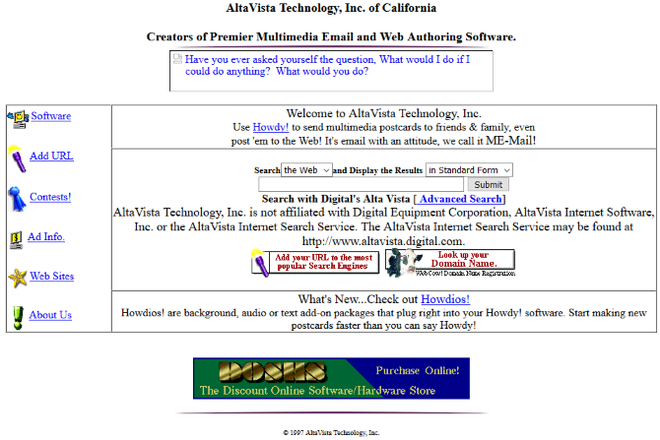 AltaVista Technology, Inc. of California
Creators of Premier Multimedia Email and Web Authoring Software.
Have you ever asked yourself the question, What would I do if I
could do anything?  What would you do?
Software
Add URL
Contests!
Ad Info.
Web Sites
About Us
Welcome to AltaVista Technology, Inc.
Use Howdy! to send multimedia postcards to friends & family, even
post 'em to the Web! It's email with an attitude, we call it ME-Mail!
Search the Web and Display the Results in Standard Form
Submit
Search with Digital's Alta Vista [ Advanced Search]
AltaVista Technology, Inc. is not affiliated with Digital Equipment Corporation, AltaVista Internet Software,
Inc. or the AltaVista Internet Search Service. The AltaVista Internet Search Service may be found at
http://www.altavista.digital.com.
Add your URL to the most
popular Search Engines
Look up your
Domain Name.
WebCow! Domain Name Registration
What's New...Check out Howdios!
Howdios! are background, audio or text add-on packages that plug right into your Howdy! software. Start making new
postcards faster than you can say Howdy!
DOSUS
Purchase Online!
The Discount Online Software/Hardware Store
© 1997 AltaVista Technology, Inc.